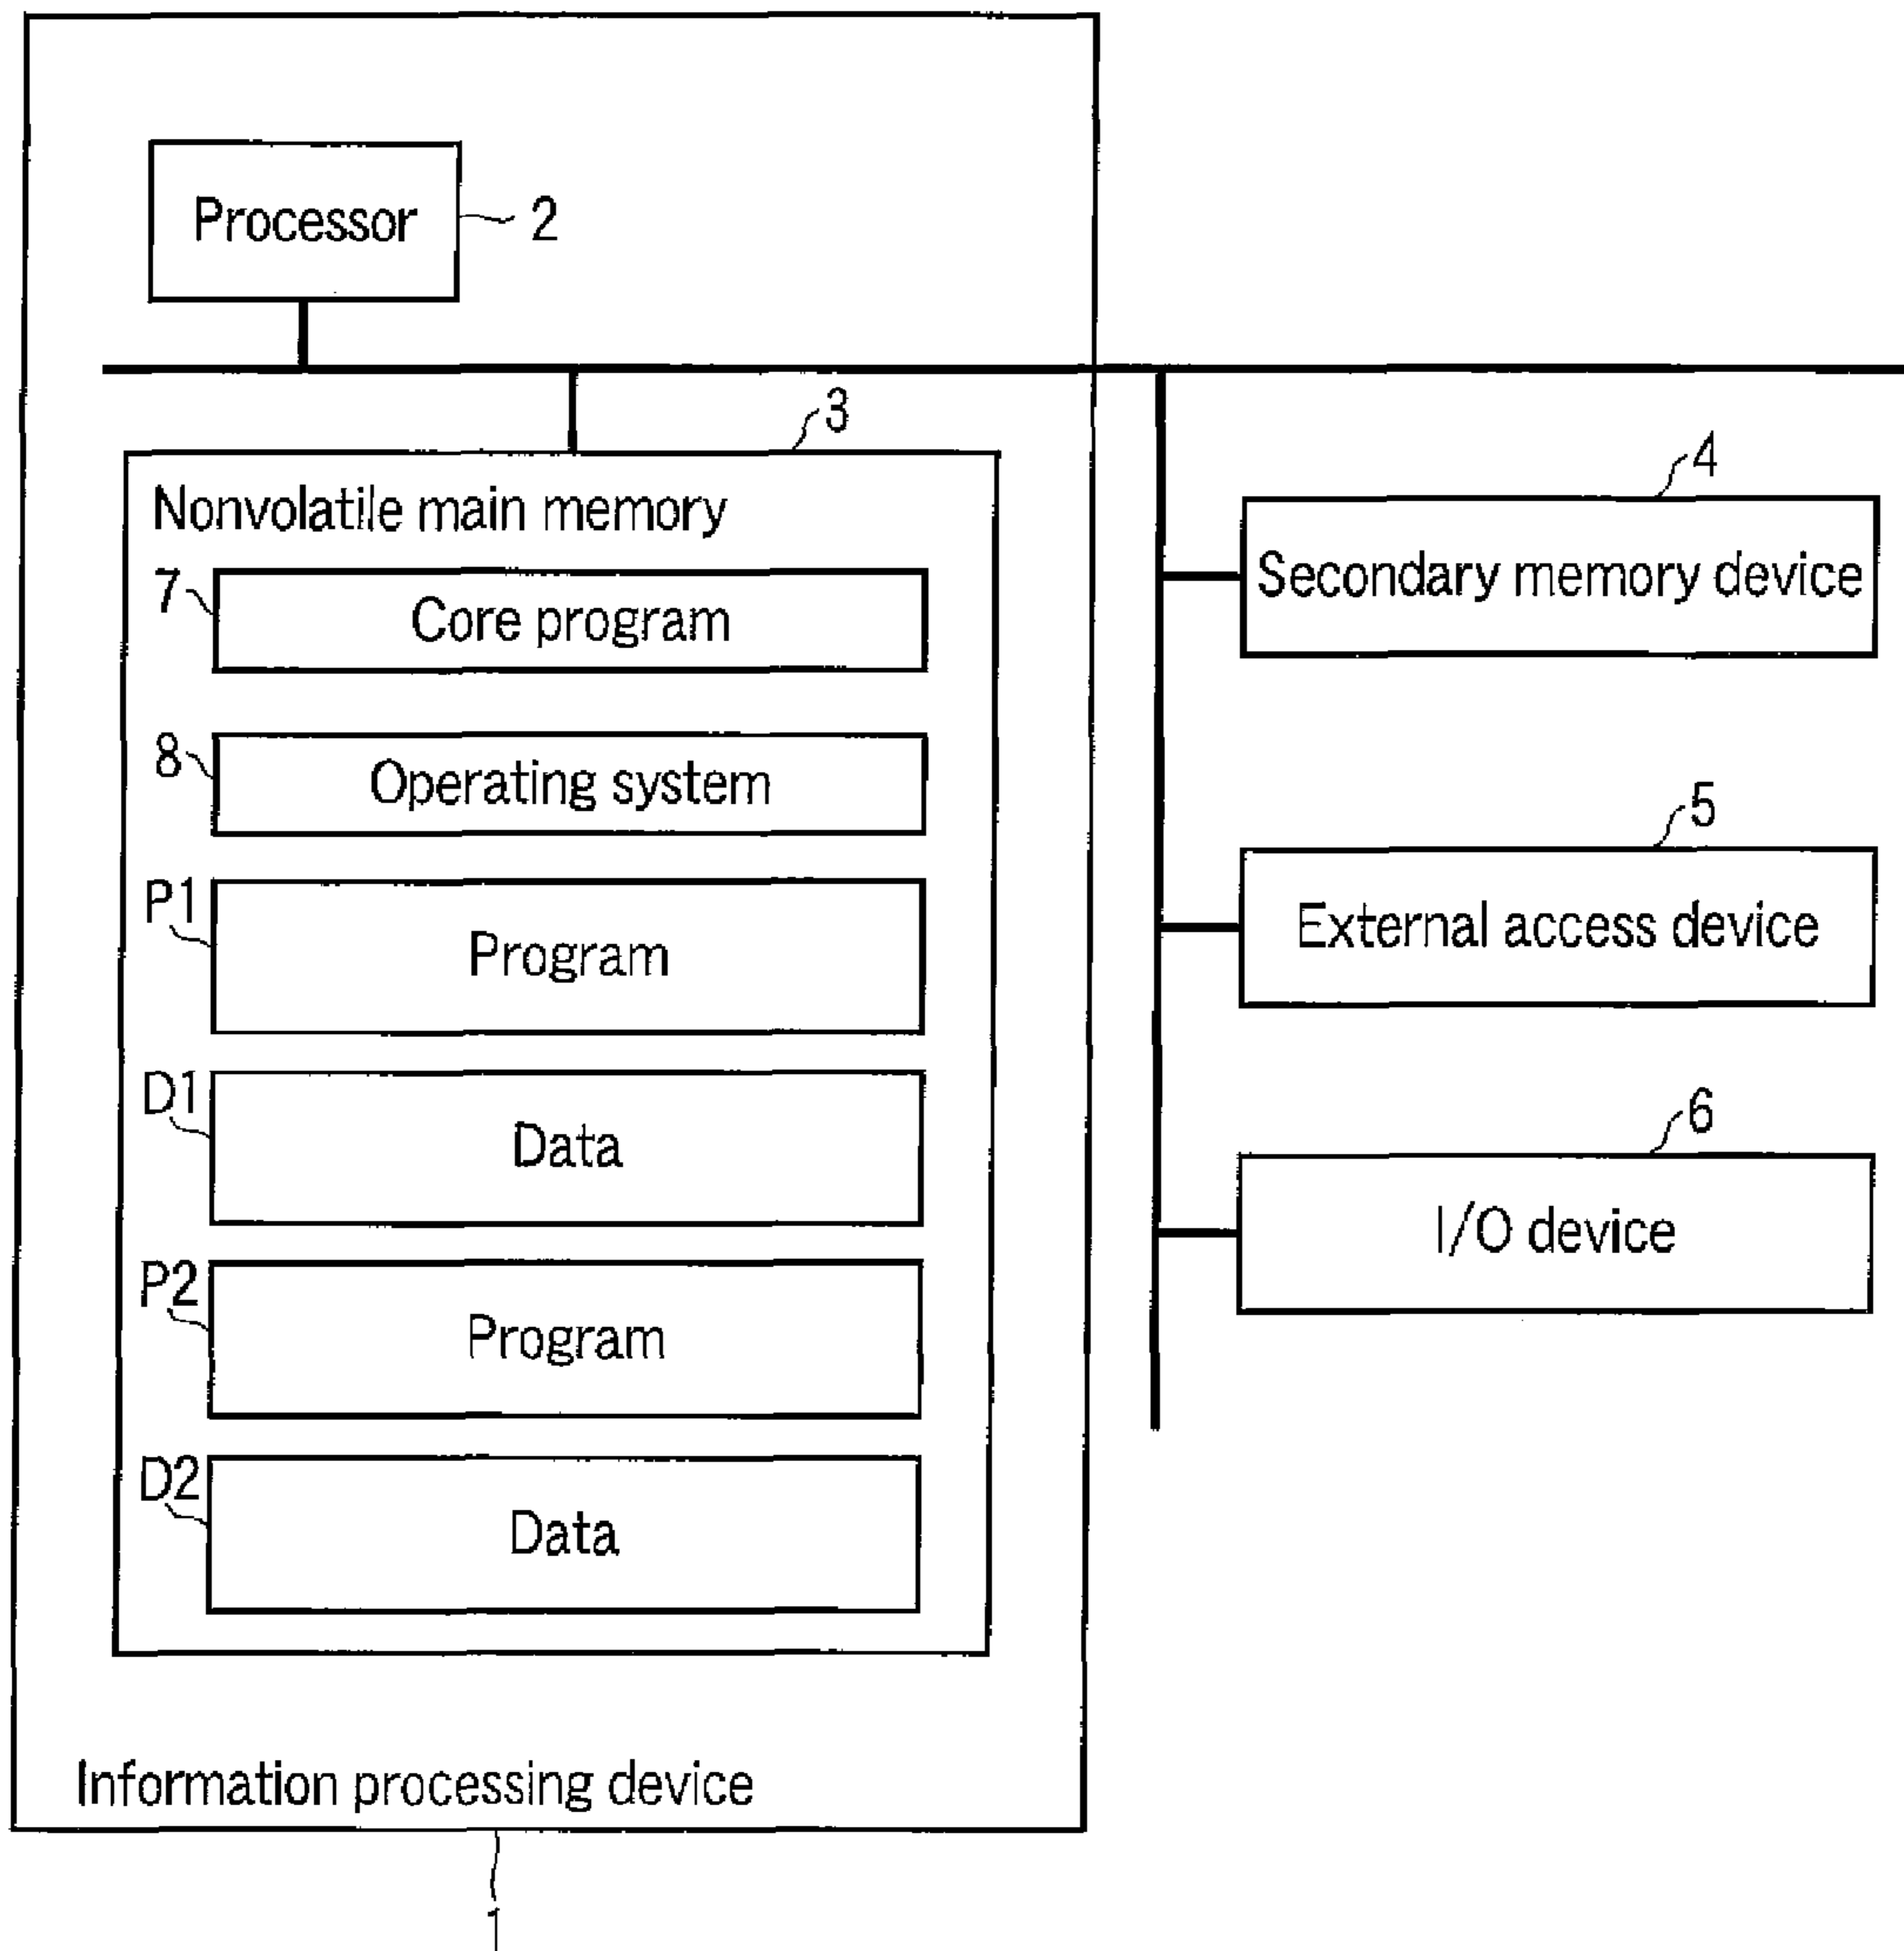 Processor
2
3
Nonvolatile main memory
7
Core program
8
Operating system
P1
Program
D1
Data
P2
Program
D2
Data
Information processing device
1
4
Secondary memory device
5
External access device
6
I/O device